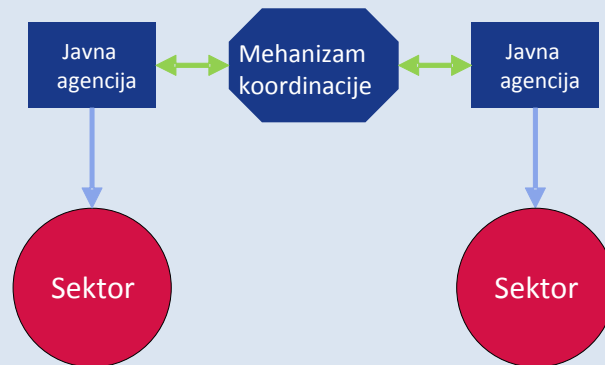 Javna
agencija
Mehanizam
koordinacije
Javna
agencija
Sektor
Sektor